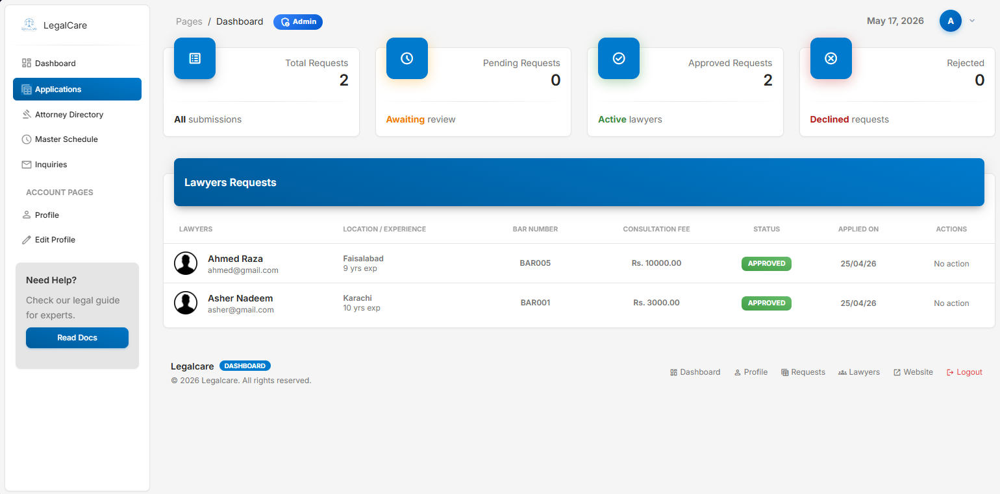 LegalCare
Dashboard
Applications
Attorney Directory
Master Schedule
Inquiries
ACCOUNT PAGES
Profile
Edit Profile
Need Help?
Check our legal guide
for experts.
Read Docs
Pages / Dashboard Admin
May 17, 2026 A
Total Requests
2
All submissions
Pending Requests
0
Awaiting review
Approved Requests
2
Active lawyers
Rejected
0
Declined requests
Lawyers Requests
LAWYERS LOCATION / EXPERIENCE BAR NUMBER CONSULTATION FEE STATUS APPLIED ON ACTIONS
Ahmed Raza
ahmed@gmail.com
Faisalabad
9 yrs exp
BAR005
Rs. 10000.00
APPROVED
25/04/26
No action
Asher Nadeem
asher@gmail.com
Karachi
10 yrs exp
BAR001
Rs. 3000.00
APPROVED
25/04/26
No action
Legalcare DASHBOARD
© 2026 Legalcare. All rights reserved.
Dashboard Profile Requests Lawyers Website Logout